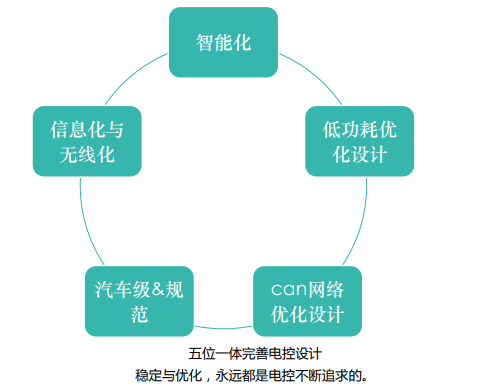 智能化
低功耗优
化设计
can网络
优化设计
汽车级&规
范
信息化与
无线化
五位一体完善电控设计
稳定与优化，永远都是电控不断追求的。